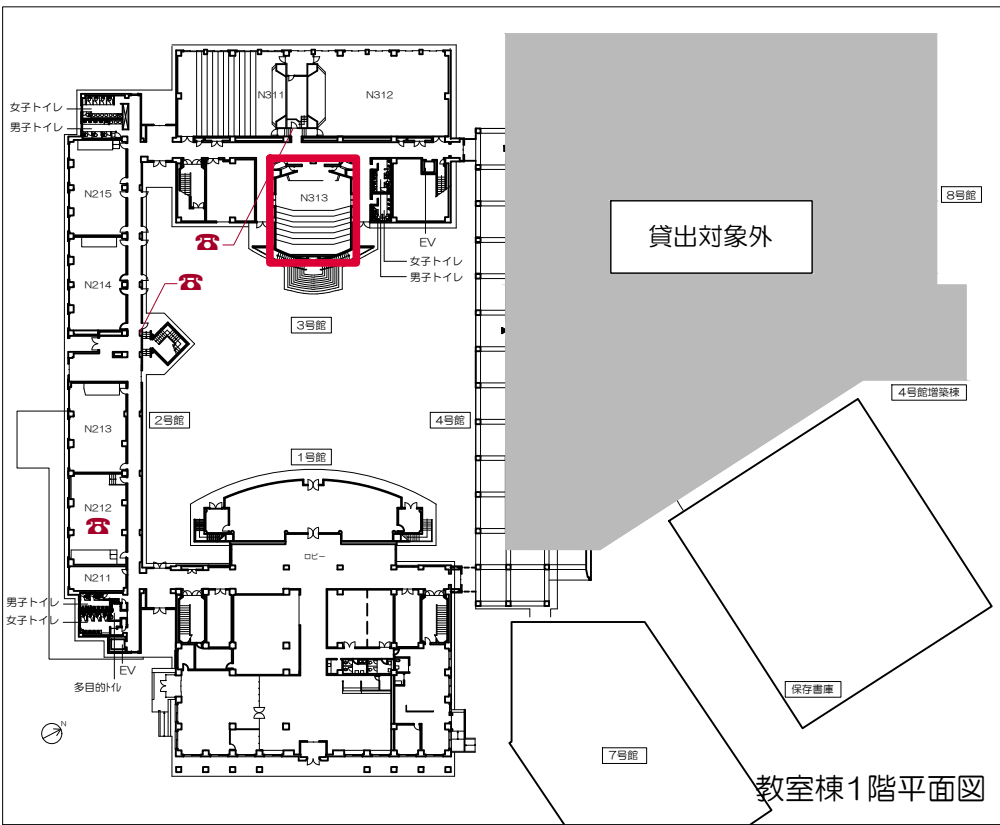 N311
N312
女子トイレ
男子トイレ
N215
N313
8号館
貸出対象外
EV
女子トイレ
男子トイレ
N214
3号館
4号館増築棟
N213
2号館
4号館
1号館
N212
ロビー
N211
男子トイレ
女子トイレ
EV
多目的ﾄｲﾚ
保存書庫
N
7号館
教室棟1階平面図